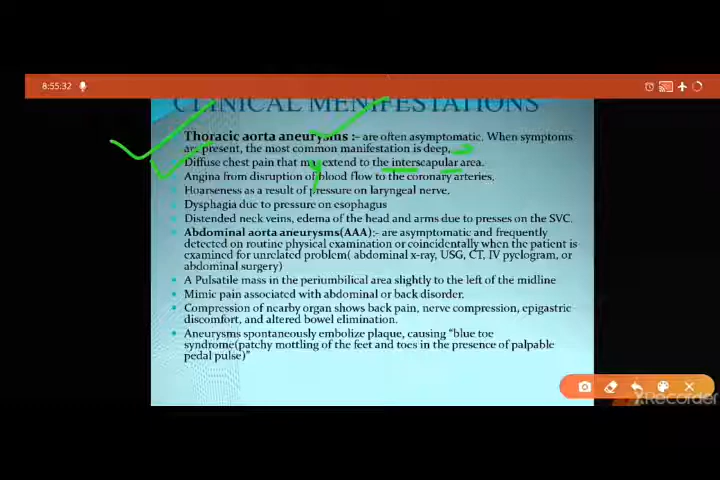 8:55:32
CLINICAL MENIFESTATIONS
Thoracic aorta aneurysms :- are often asymptomatic. When symptoms
are present, the most common manifestation is deep,
Diffuse chest pain that may extend to the interscapular area.
Angina from disruption of blood flow to the coronary arteries,
Hoarseness as a result of pressure on laryngeal nerve.
Dysphagia due to pressure on esophagus
Distended neck veins, edema of the head and arms due to presses on the SVC.
Abdominal aorta aneurysms(AAA):- are asymptomatic and frequently
detected on routine physical examination or coincidentally when the patient is
examined for unrelated problem( abdominal x-ray, USG, CT, IV pyelogram, or
abdominal surgery)
A Pulsatile mass in the periumbilical area slightly to the left of the midline
Mimic pain associated with abdominal or back disorder.
Compression of nearby organ shows back pain, nerve compression, epigastric
discomfort, and altered bowel elimination.
Aneurysms spontaneously embolize plaque, causing "blue toe
syndrome(patchy mottling of the feet and toes in the presence of palpable
pedal pulse)"
XRecorder